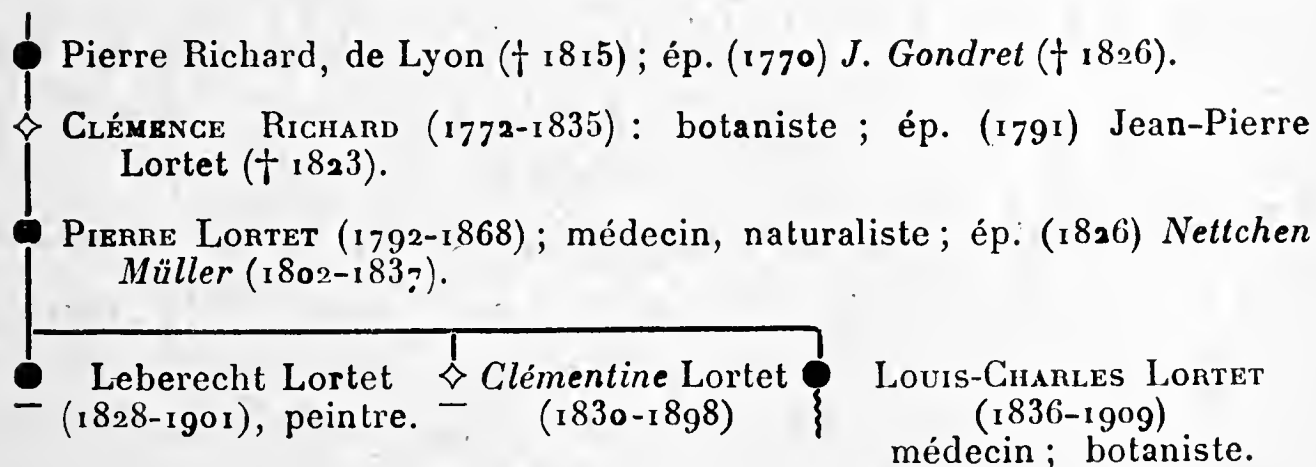 Pierre Richard, de Lyon († 1815) ; ép. (1770) J. Gondret († 1826).
CLÉMENCE RICHARD (1772-1835) : botaniste ; ép. (1791) Jean-Pierre
Lortet († 1823).
PIERRE LORTET (1792-1868) ; médecin, naturaliste ; ép. (1826) Nettchen
Müller (1802-1837).
Leberecht Lortet Clémentine Lortet LOUIS-CHARLES LORTET
(1828-1901), peintre. (1830-1898) (1836-1909)
médecin ; botaniste.